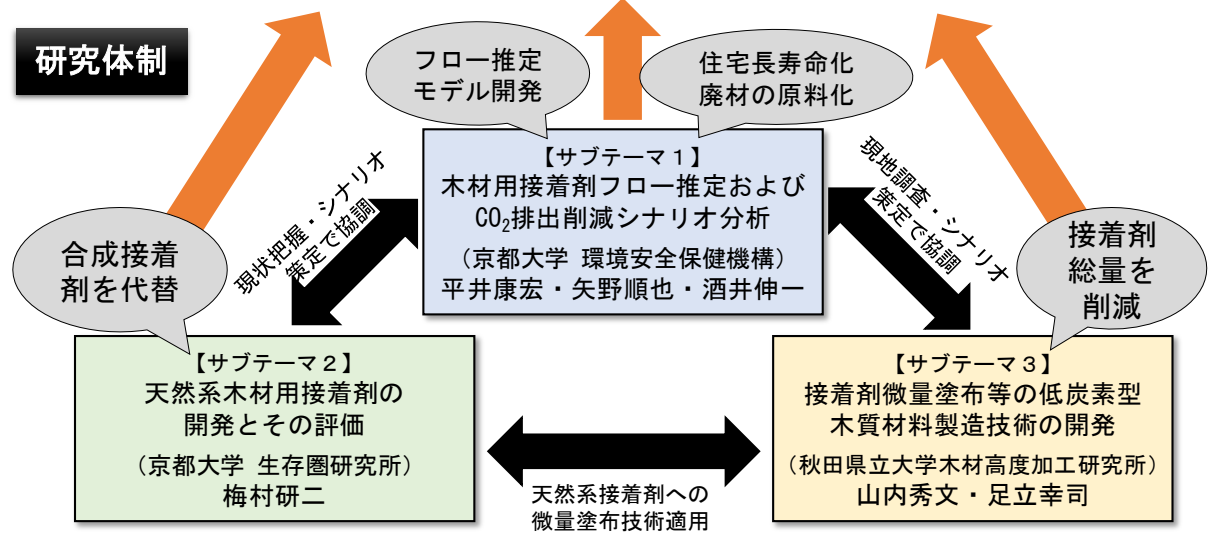 研究体制
フロー推定
モデル開発
住宅長寿命化
廃材の原料化
【サブテーマ１】
木材用接着剤フロー推定および
CO₂排出削減シナリオ分析
（京都大学 環境安全保健機構）
平井康宏・矢野順也・酒井伸一
現状把握・シナリオ
策定で協調
現地調査・シナリオ
策定で協調
合成接着
剤を代替
接着剤
総量を
削減
【サブテーマ２】
天然系木材用接着剤の
開発とその評価
（京都大学 生存圏研究所）
梅村研二
天然系接着剤への
微量塗布技術適用
【サブテーマ３】
接着剤微量塗布等の低炭素型
木質材料製造技術の開発
（秋田県立大学木材高度加工研究所）
山内秀文・足立幸司